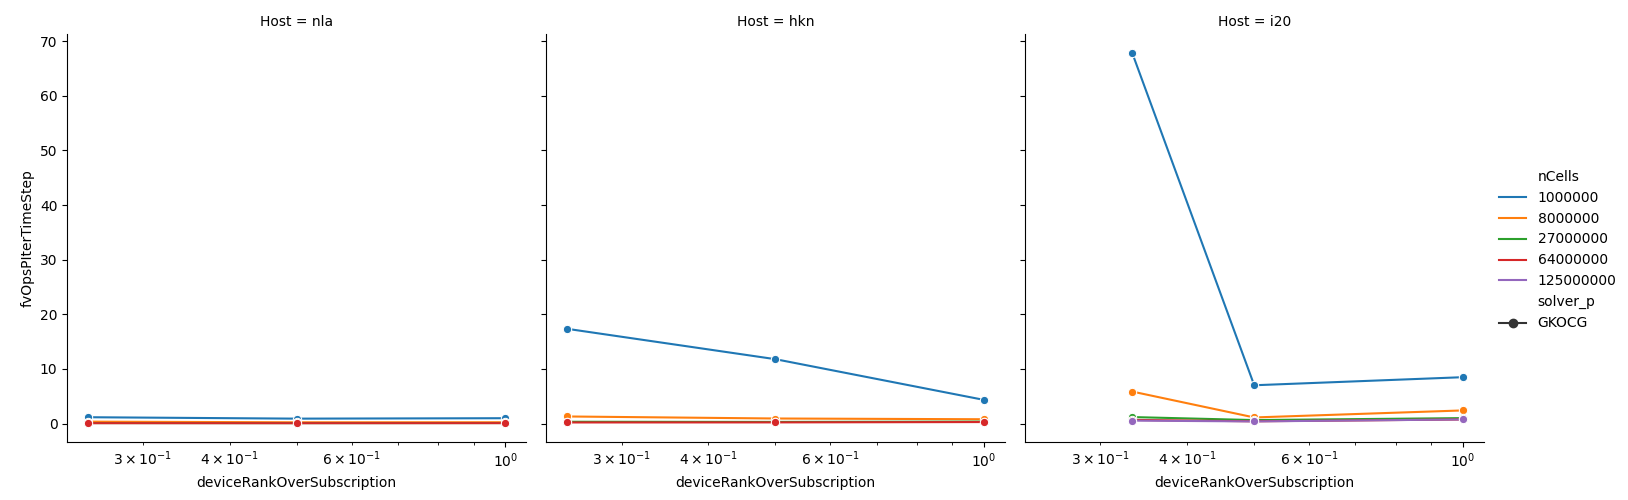 Host = nla
Host = hkn
Host = i20
fvOpsPIterTimeStep
70
60
50
40
30
20
10
0
3 × 10⁻¹
4 × 10⁻¹
6 × 10⁻¹
10⁰
3 × 10⁻¹
4 × 10⁻¹
6 × 10⁻¹
10⁰
3 × 10⁻¹
4 × 10⁻¹
6 × 10⁻¹
10⁰
deviceRankOverSubscription
deviceRankOverSubscription
deviceRankOverSubscription
nCells
1000000
8000000
27000000
64000000
125000000
solver_p
GKOCG